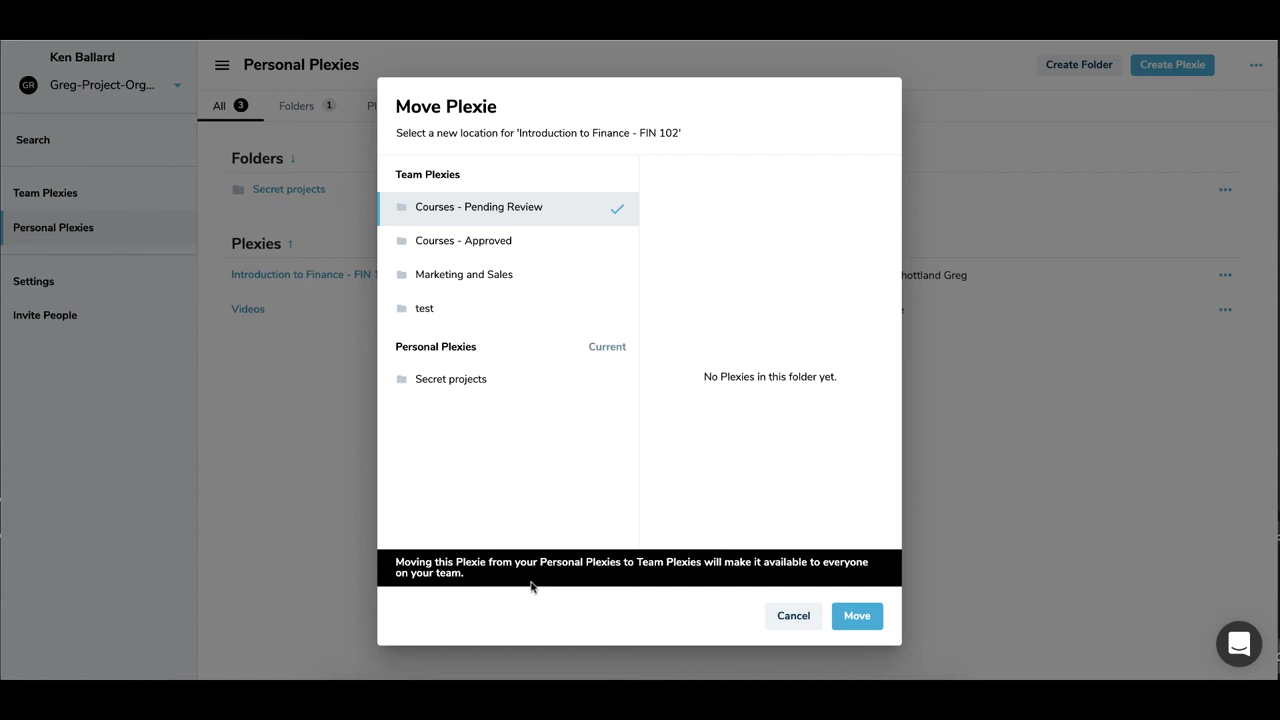 Ken Ballard
GR Greg-Project-Org...
Search
Team Plexies
Personal Plexies
Settings
Invite People
Personal Plexies
Create Folder
Create Plexie
All 3
Folders 1
Folders ↓
Secret projects
Plexies ↑
Introduction to Finance - FIN
hottland Greg
Videos
Move Plexie
Select a new location for 'Introduction to Finance - FIN 102'
Team Plexies
Courses - Pending Review
Courses - Approved
Marketing and Sales
test
Personal Plexies Current
Secret projects
No Plexies in this folder yet.
Moving this Plexie from your Personal Plexies to Team Plexies will make it available to everyone
on your team.
Cancel
Move